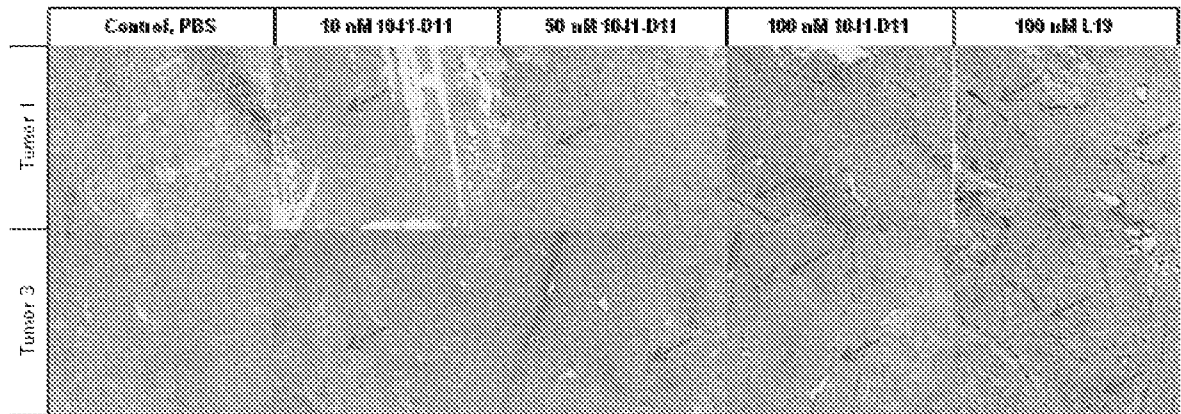 Control, PBS
10 nM 1041-D11
50 nM 1041-D11
100 nM 1041-D11
100 nM L19
Tumor 1
Tumor 3